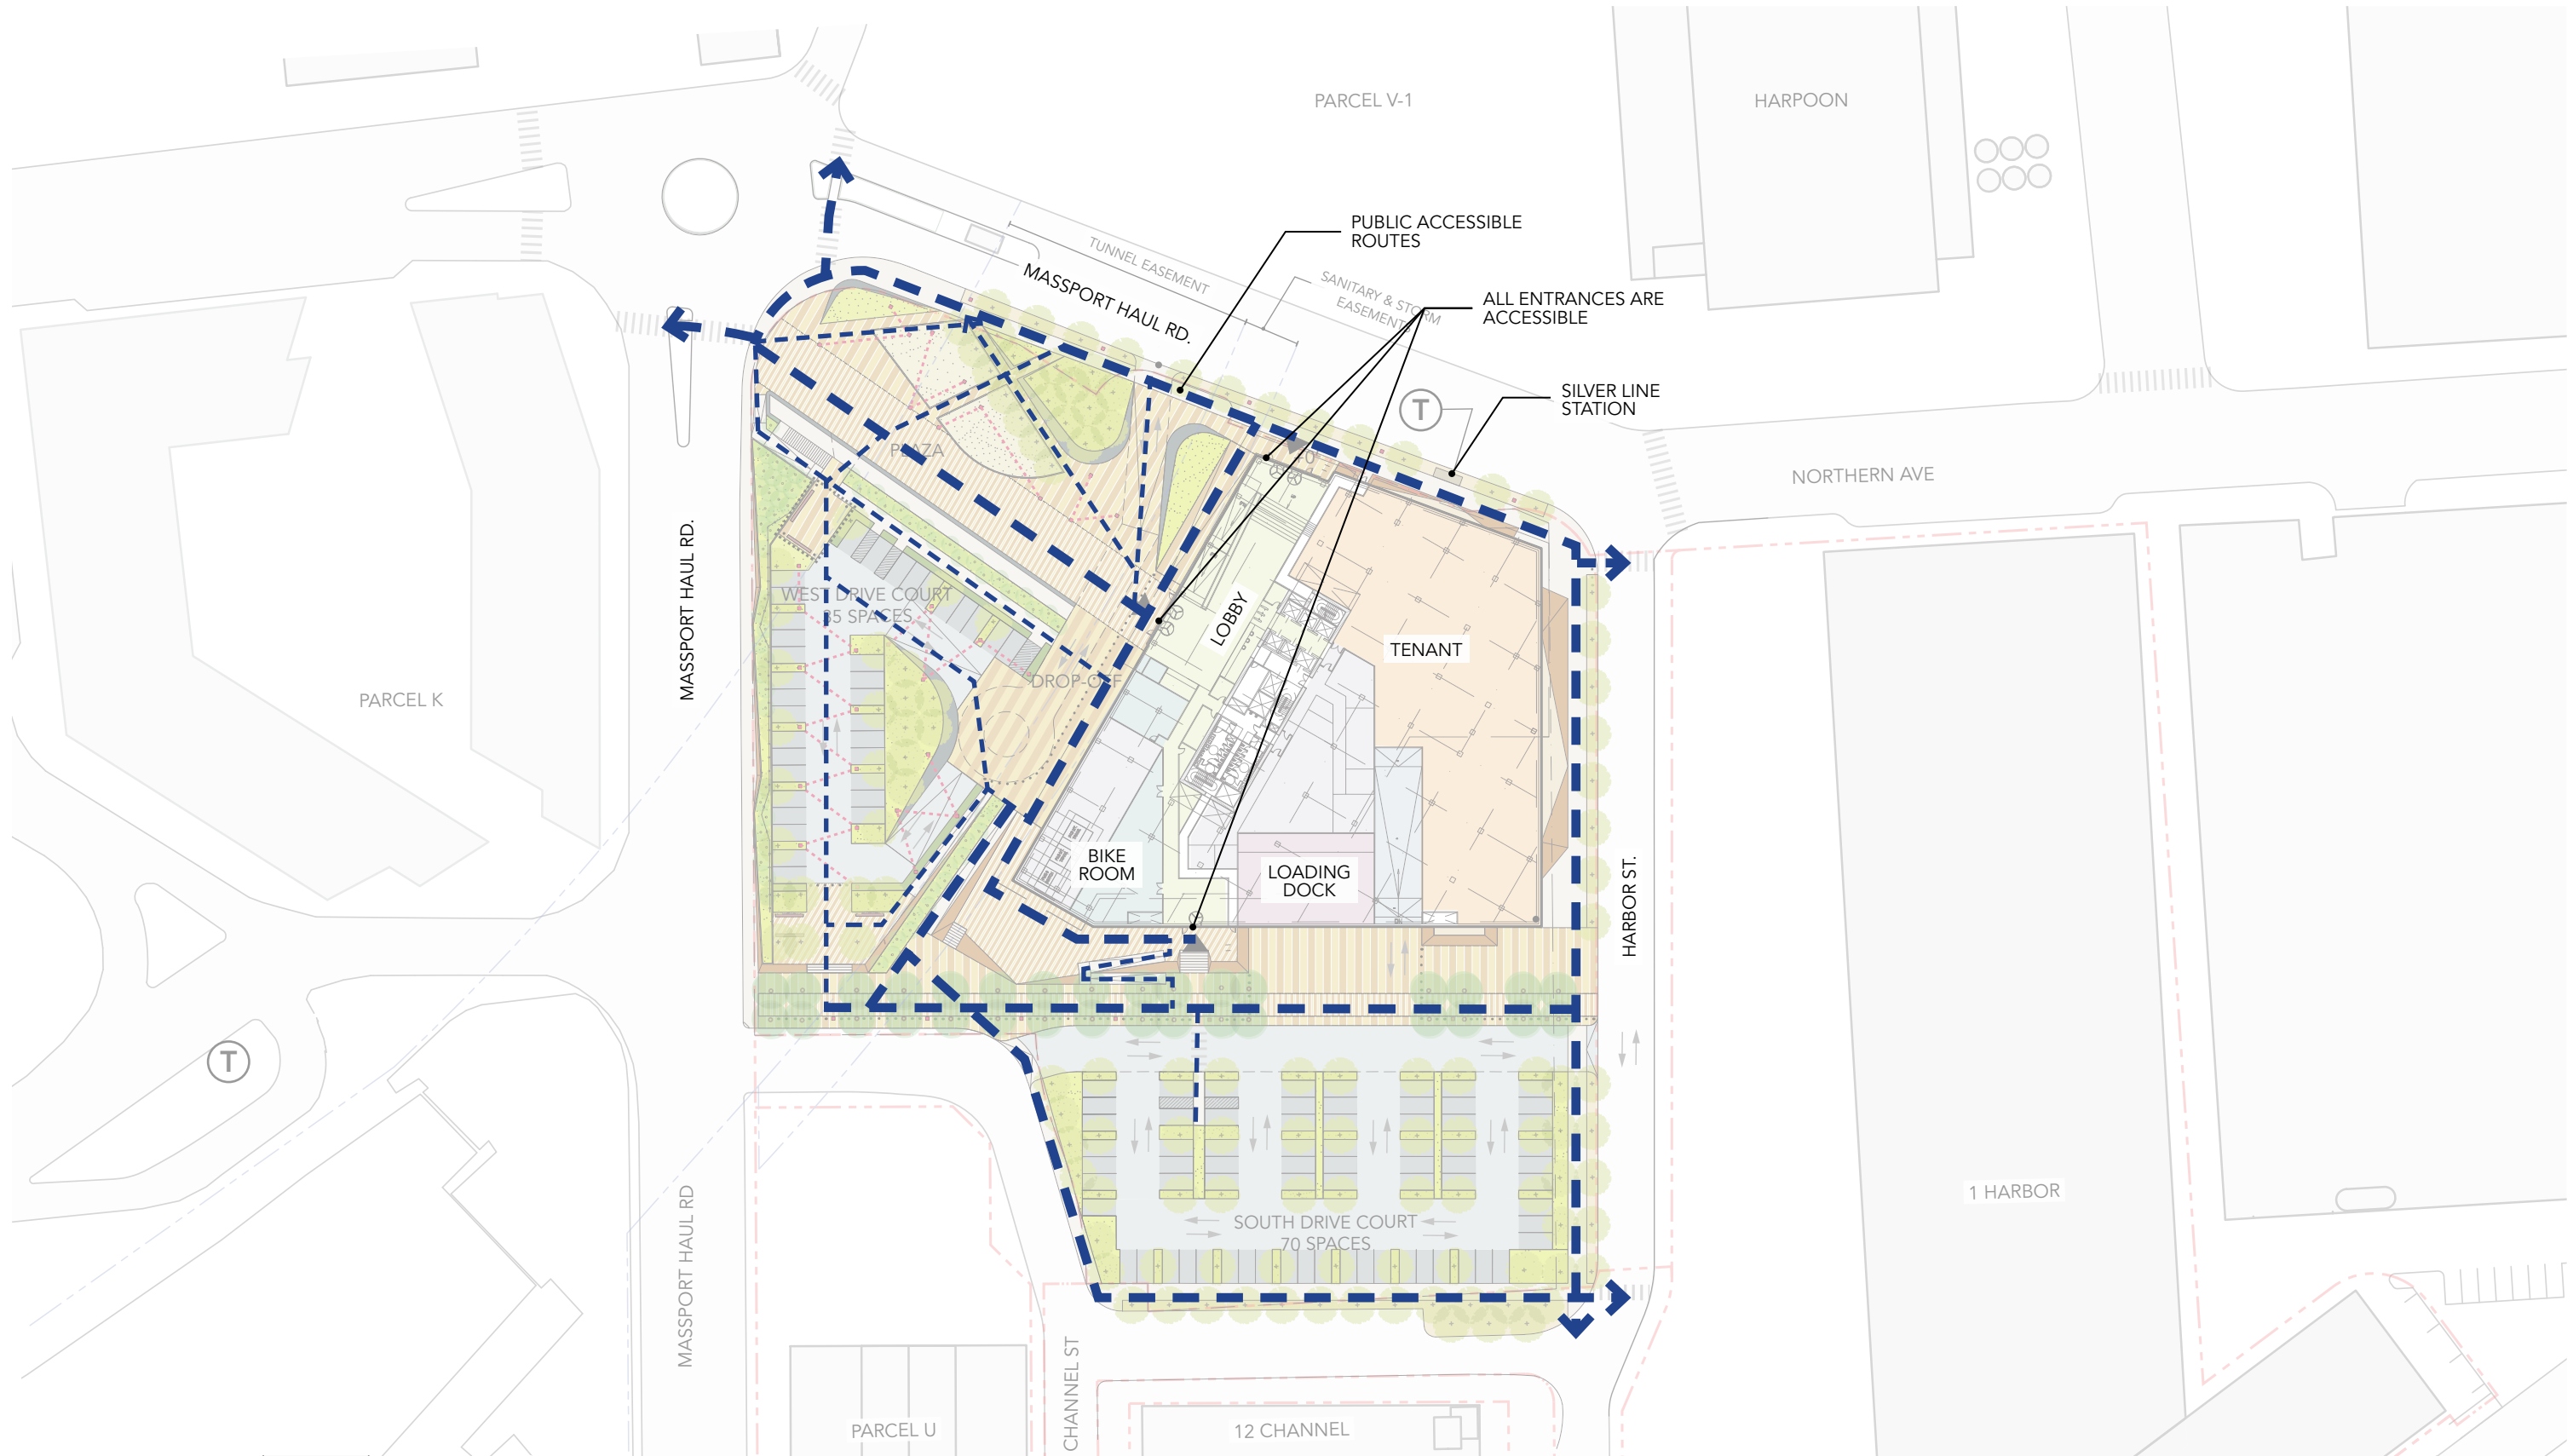 PARCEL V-1
HARPOON
PUBLIC ACCESSIBLE
ROUTES
TUNNEL EASEMENT
MASSPORT HAUL RD.
SANITARY & STORM
EASEMENTS
ALL ENTRANCES ARE
ACCESSIBLE
T
SILVER LINE
STATION
PLAZA
NORTHERN AVE
MASSPORT HAUL RD.
WEST DRIVE COURT
35 SPACES
LOBBY
TENANT
PARCEL K
DROP-OFF
BIKE
ROOM
LOADING
DOCK
HARBOR ST.
T
MASSPORT HAUL RD
1 HARBOR
SOUTH DRIVE COURT
70 SPACES
CHANNEL ST
PARCEL U
12 CHANNEL